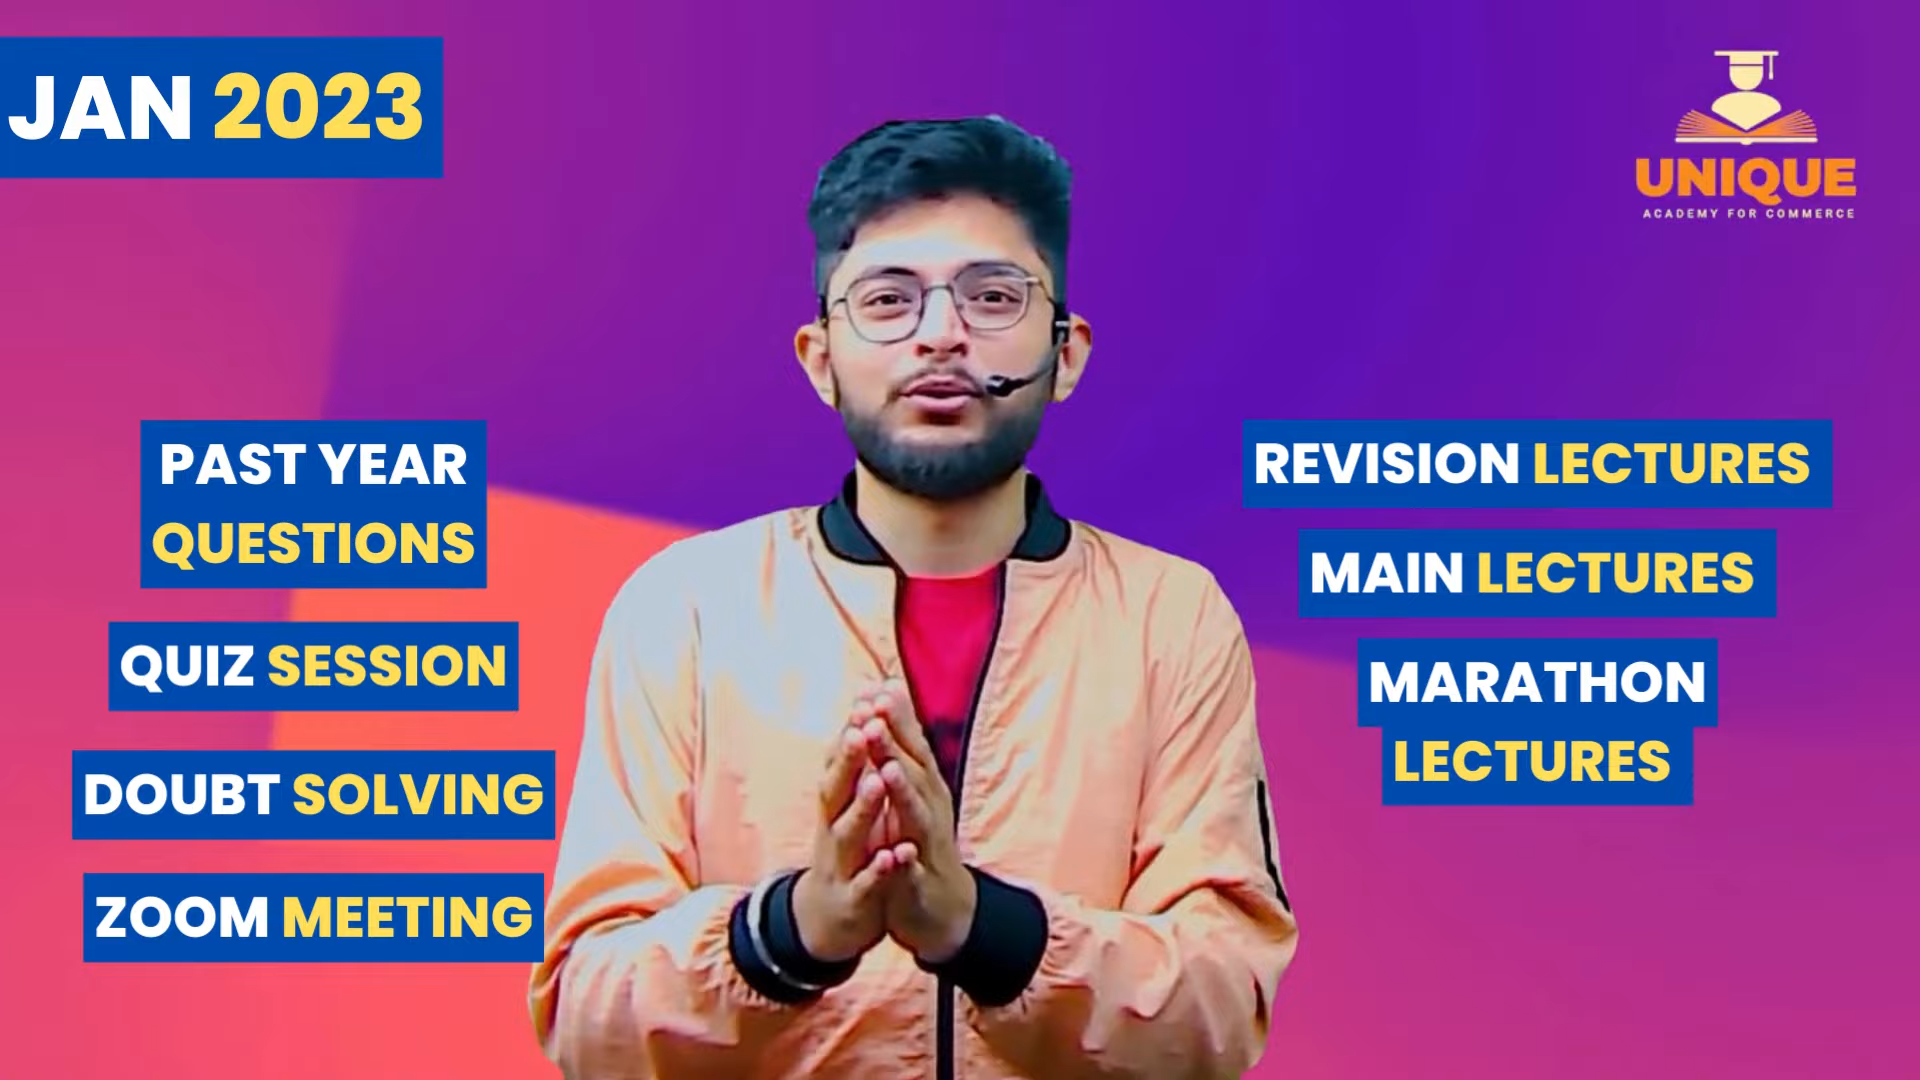 JAN 2023
UNIQUE
ACADEMY FOR COMMERCE
PAST YEAR
QUESTIONS
QUIZ SESSION
DOUBT SOLVING
ZOOM MEETING
REVISION LECTURES
MAIN LECTURES
MARATHON
LECTURES